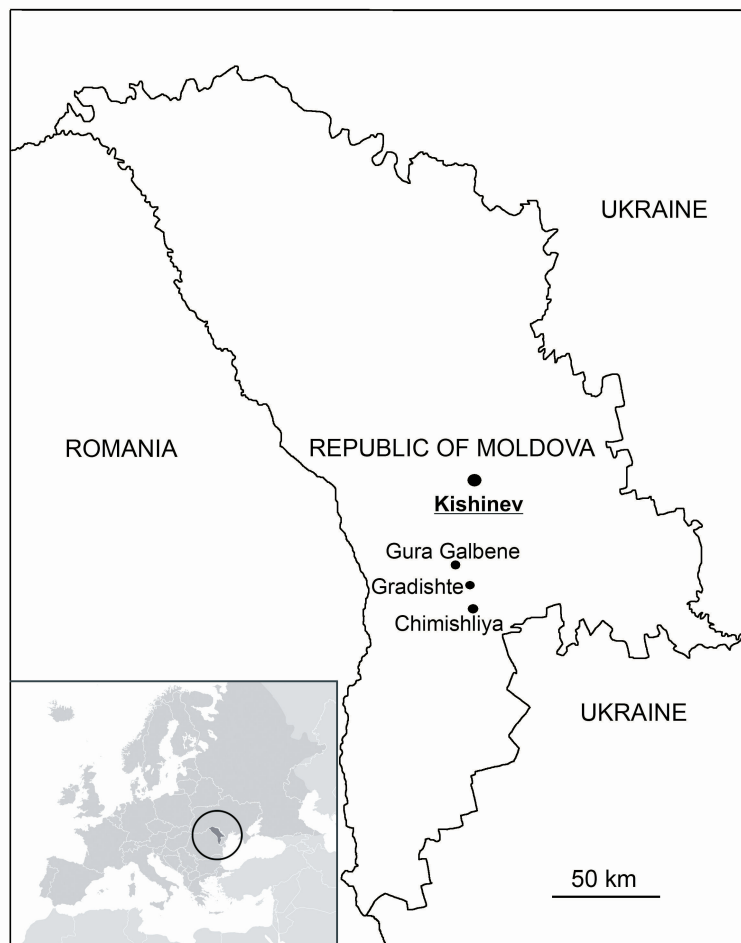 UKRAINE
ROMANIA
REPUBLIC OF MOLDOVA
Kishinev
Gura Galbene
Gradishte
Chimishliya
UKRAINE
50 km